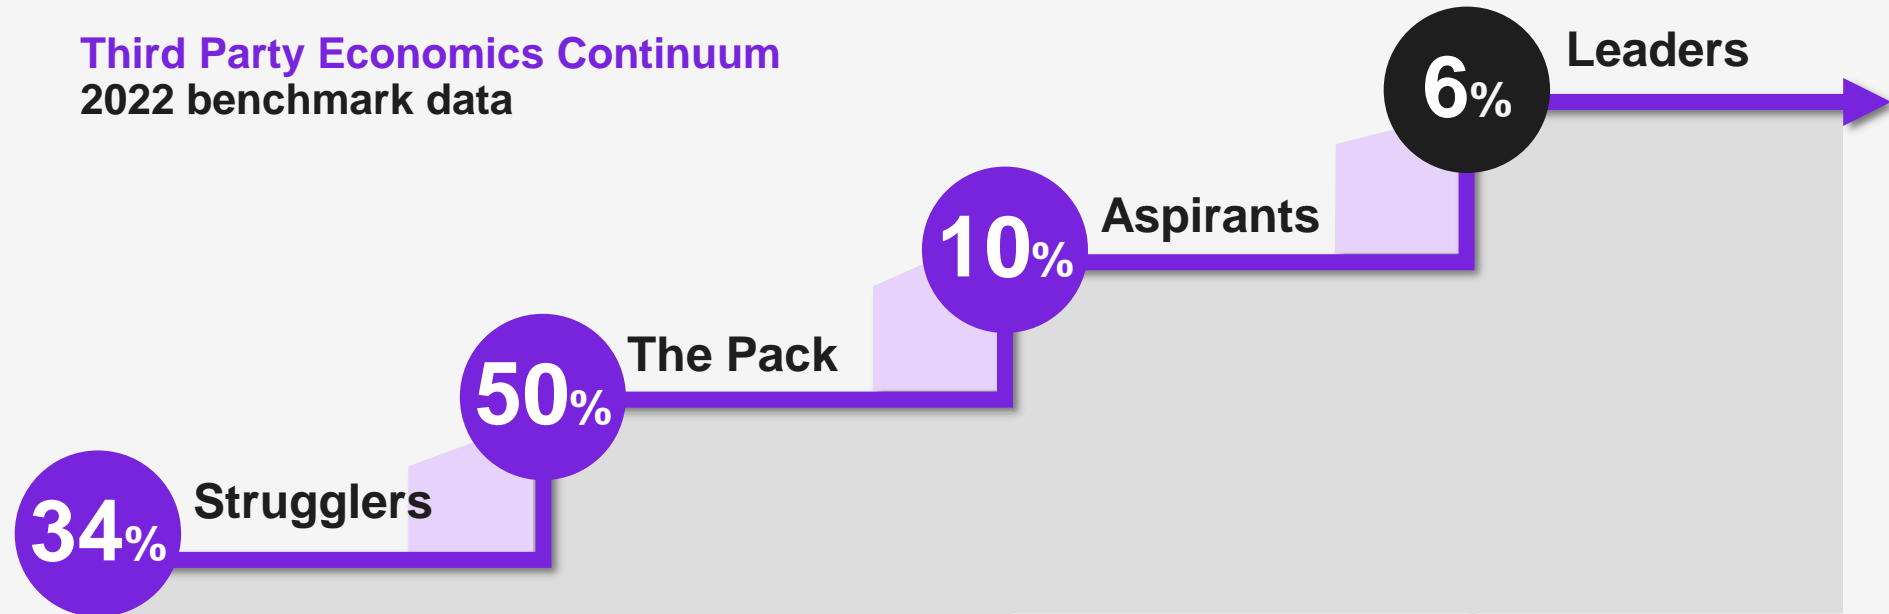 Third Party Economics Continuum
2022 benchmark data
34%
Strugglers
50%
The Pack
10%
Aspirants
6%
Leaders